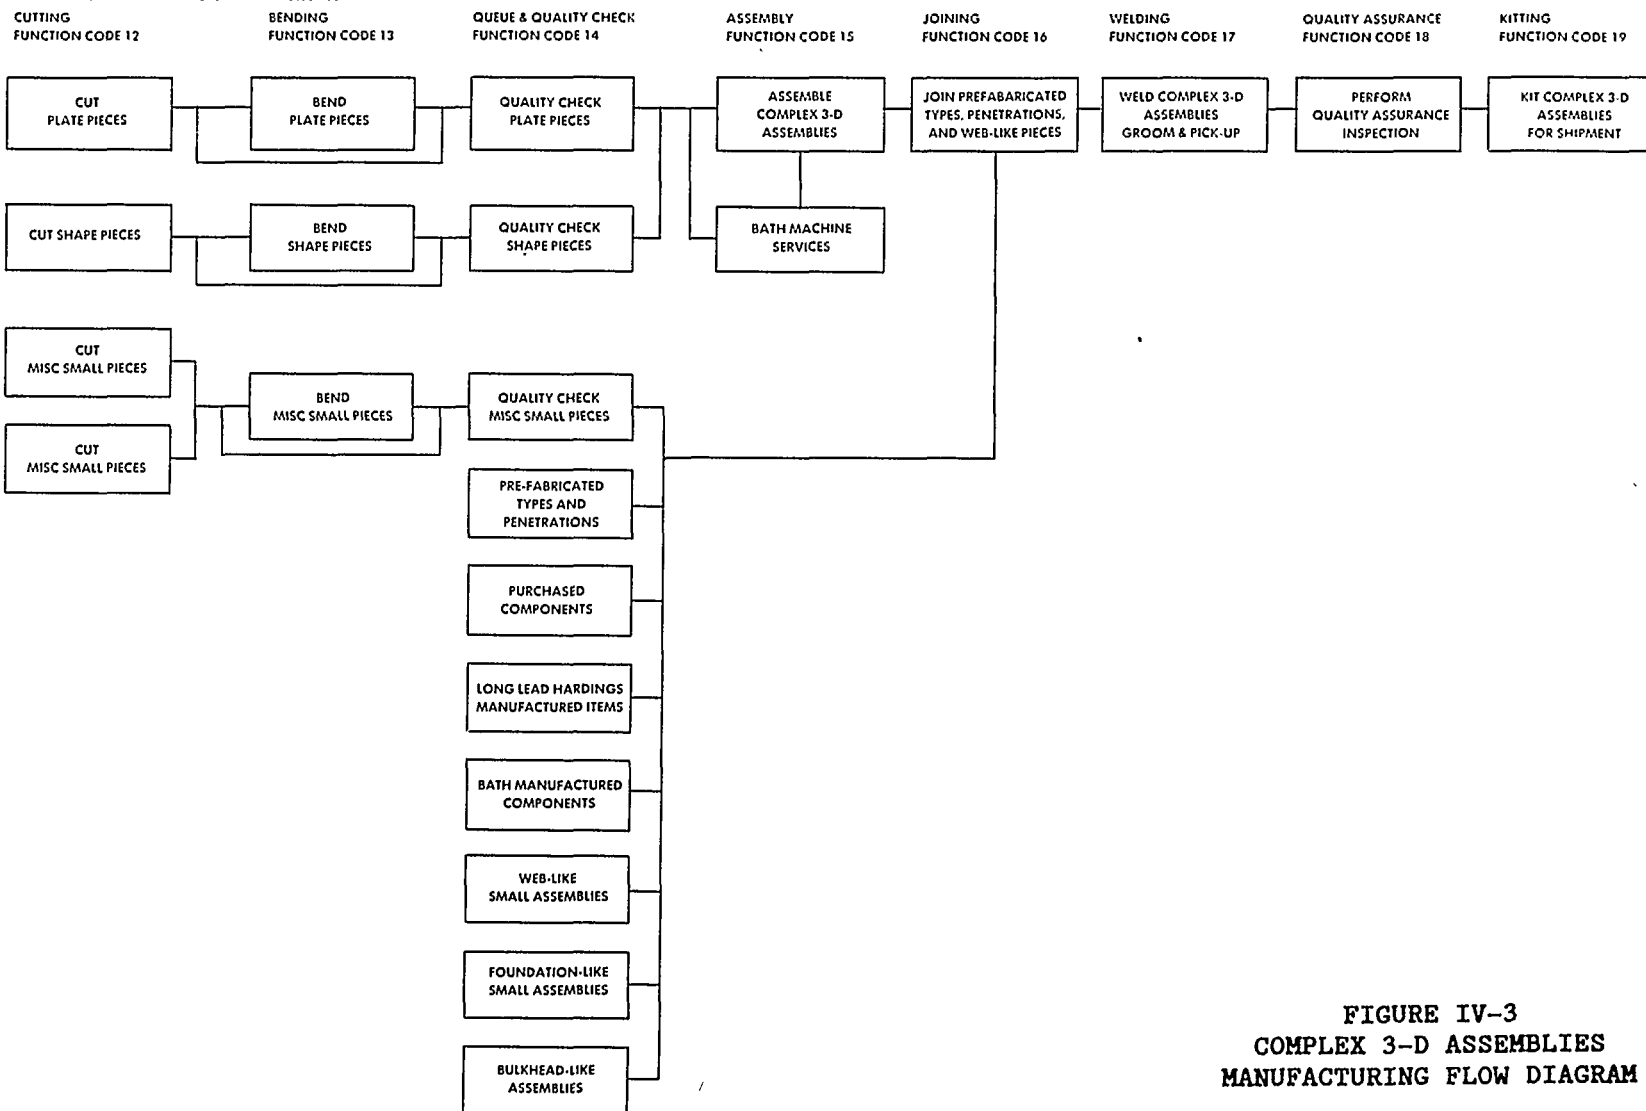 CUTTING
FUNCTION CODE 12
BENDING
FUNCTION CODE 13
QUEUE & QUALITY CHECK
FUNCTION CODE 14
ASSEMBLY
FUNCTION CODE 15
JOINING
FUNCTION CODE 16
WELDING
FUNCTION CODE 17
QUALITY ASSURANCE
FUNCTION CODE 18
KITTING
FUNCTION CODE 19
CUT
PLATE PIECES
BEND
PLATE PIECES
QUALITY CHECK
PLATE PIECES
ASSEMBLE
COMPLEX 3-D
ASSEMBLIES
JOIN PREFABARICATED
TYPES, PENETRATIONS,
AND WEB-LIKE PIECES
WELD COMPLEX 3-D
ASSEMBLIES
GROOM & PICK-UP
PERFORM
QUALITY ASSURANCE
INSPECTION
KIT COMPLEX 3-D
ASSEMBLIES
FOR SHIPMENT
CUT SHAPE PIECES
BEND
SHAPE PIECES
QUALITY CHECK
SHAPE PIECES
BATH MACHINE
SERVICES
CUT
MISC SMALL PIECES
CUT
MISC SMALL PIECES
BEND
MISC SMALL PIECES
QUALITY CHECK
MISC SMALL PIECES
PRE-FABRICATED
TYPES AND
PENETRATIONS
PURCHASED
COMPONENTS
LONG LEAD HARDINGS
MANUFACTURED ITEMS
BATH MANUFACTURED
COMPONENTS
WEB-LIKE
SMALL ASSEMBLIES
FOUNDATION-LIKE
SMALL ASSEMBLIES
BULKHEAD-LIKE
ASSEMBLIES
FIGURE IV-3
COMPLEX 3-D ASSEMBLIES
MANUFACTURING FLOW DIAGRAM